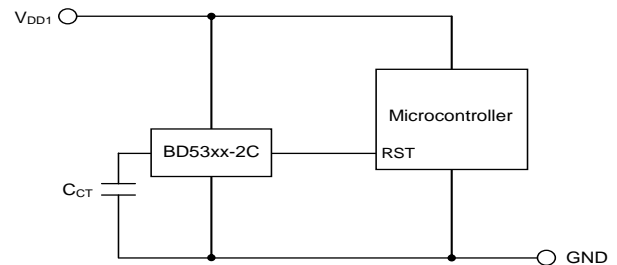 VDD1
Microcontroller
BD53xx-2C
RST
CCT
GND